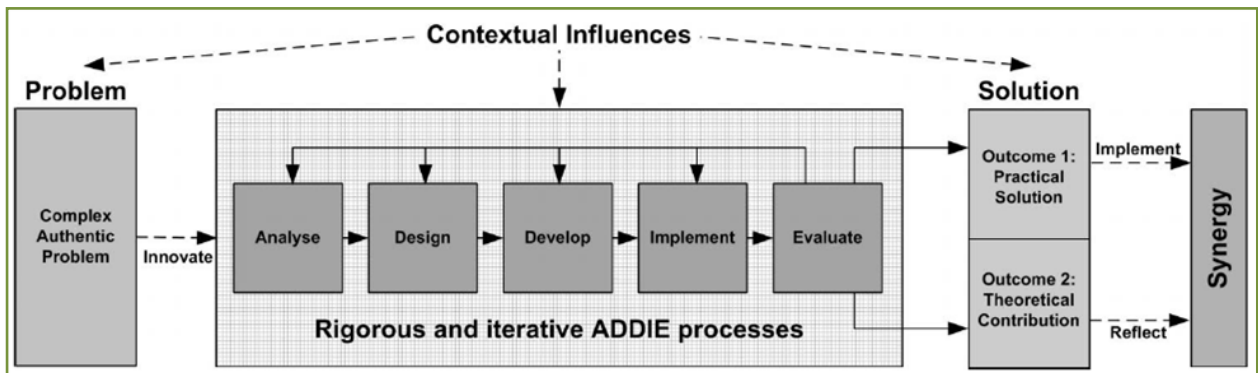 Contextual Influences
Problem
Solution
Complex
Authentic
Problem
Innovate
Analyse
Design
Develop
Implement
Evaluate
Rigorous and iterative ADDIE processes
Outcome 1:
Practical
Solution
Outcome 2:
Theoretical
Contribution
Implement
Reflect
Synergy